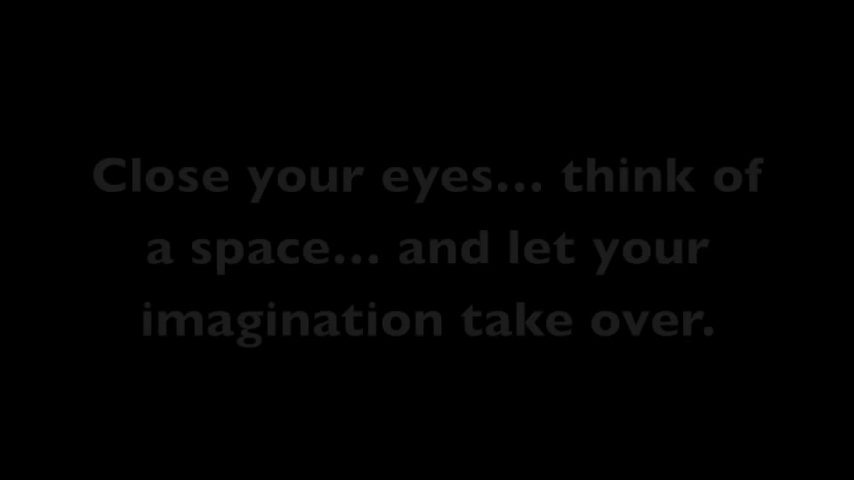 Close your eyes... think of
a space... and let your
imagination take over.